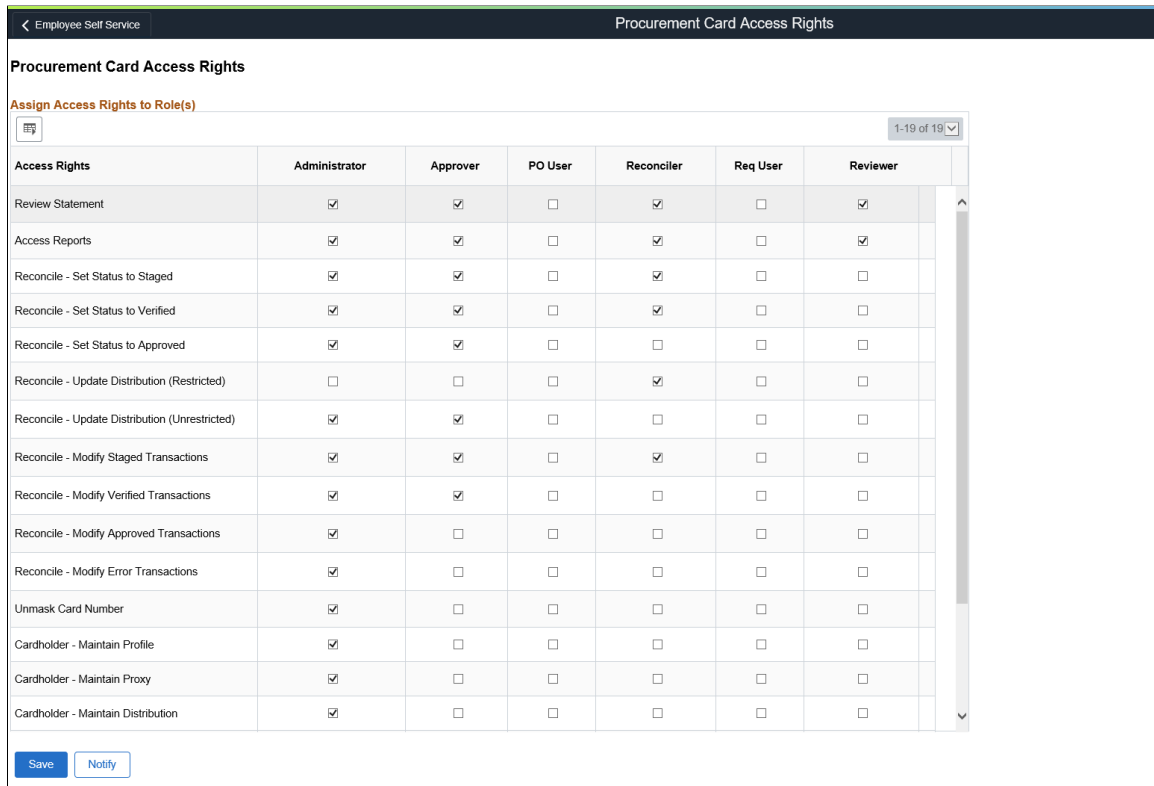 Employee Self Service
Procurement Card Access Rights
Procurement Card Access Rights
Assign Access Rights to Role(s)
1-19 of 19
Access Rights Administrator Approver PO User Reconciler Req User Reviewer
Review Statement
Access Reports
Reconcile - Set Status to Staged
Reconcile - Set Status to Verified
Reconcile - Set Status to Approved
Reconcile - Update Distribution (Restricted)
Reconcile - Update Distribution (Unrestricted)
Reconcile - Modify Staged Transactions
Reconcile - Modify Verified Transactions
Reconcile - Modify Approved Transactions
Reconcile - Modify Error Transactions
Unmask Card Number
Cardholder - Maintain Profile
Cardholder - Maintain Proxy
Cardholder - Maintain Distribution
Save Notify